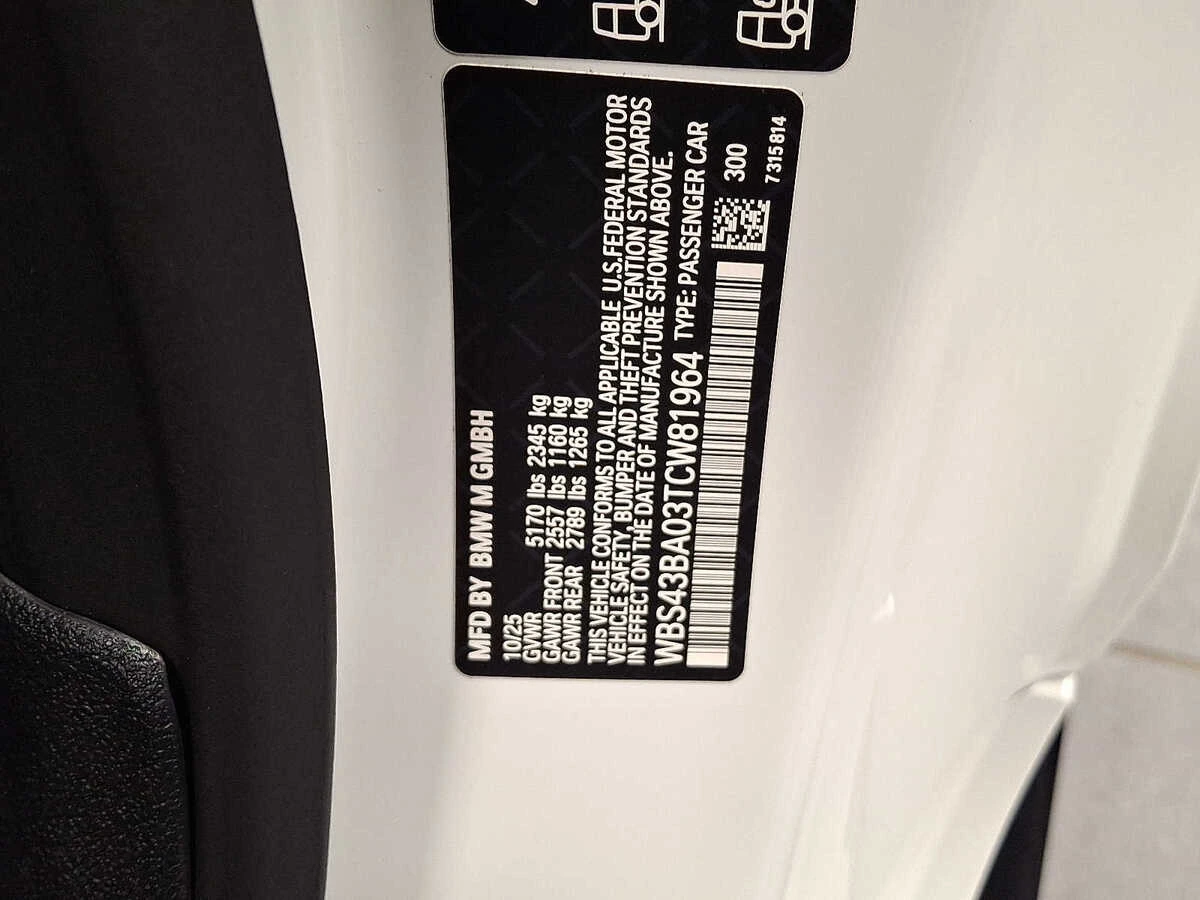 MFD BY BMW M GMBH
10/25
GVWR 5170 lbs 2345 kg
GAWR FRONT 2557 lbs 1160 kg
GAWR REAR 2789 lbs 1265 kg
THIS VEHICLE CONFORMS TO ALL APPLICABLE U.S.FEDERAL MOTOR
VEHICLE SAFETY, BUMPER AND THEFT PREVENTION STANDARDS
IN EFFECT ON THE DATE OF MANUFACTURE SHOWN ABOVE.
WBS43BA03TCW81964 TYPE: PASSENGER CAR
300
7 315 814